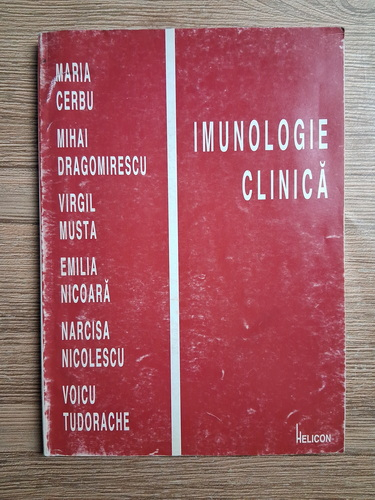 MARIA
CERBU
MIHAI
DRAGOMIRESCU
VIRGIL
MUSTA
EMILIA
NICOARĂ
NARCISA
NICOLESCU
VOICU
TUDORACHE
IMUNOLOGIE
CLINICĂ
HELICON